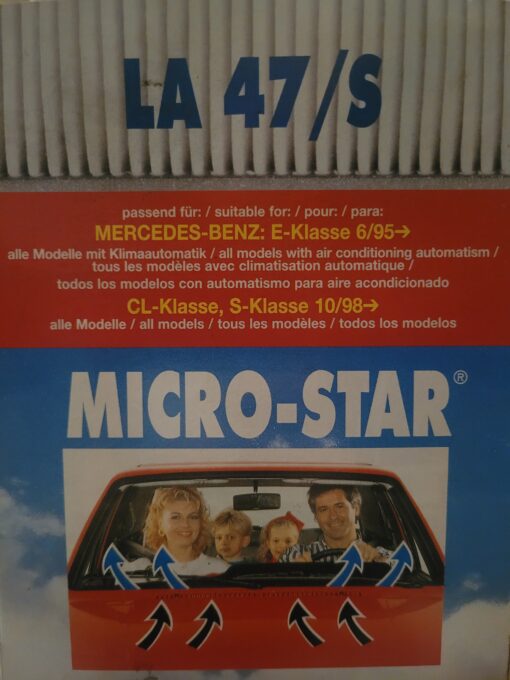 LA 47/S
passend für: / suitable for: / pour: / para:
MERCEDES-BENZ: E-Klasse 6/95→
alle Modelle mit Klimaautomatik / all models with air conditioning automatism /
tous les modèles avec climatisation automatique /
todos los modelos con automatismo para aire acondicionado
CL-Klasse, S-Klasse 10/98→
alle Modelle / all models / tous les modèles / todos los modelos
MICRO-STAR®